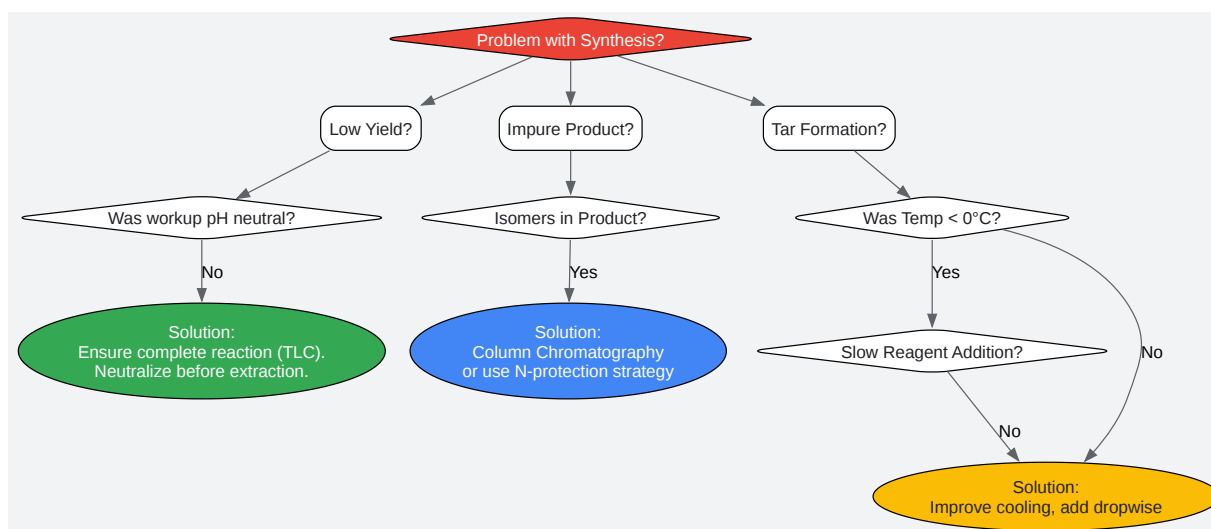 Problem with Synthesis?
Low Yield?
Impure Product?
Tar Formation?
Was workup pH neutral?
Isomers in Product?
Was Temp < 0°C?
No
Yes
Yes
Solution:
Ensure complete reaction (TLC).
Neutralize before extraction.
Solution:
Column Chromatography
or use N-protection strategy
Slow Reagent Addition?
No
No
Solution:
Improve cooling, add dropwise